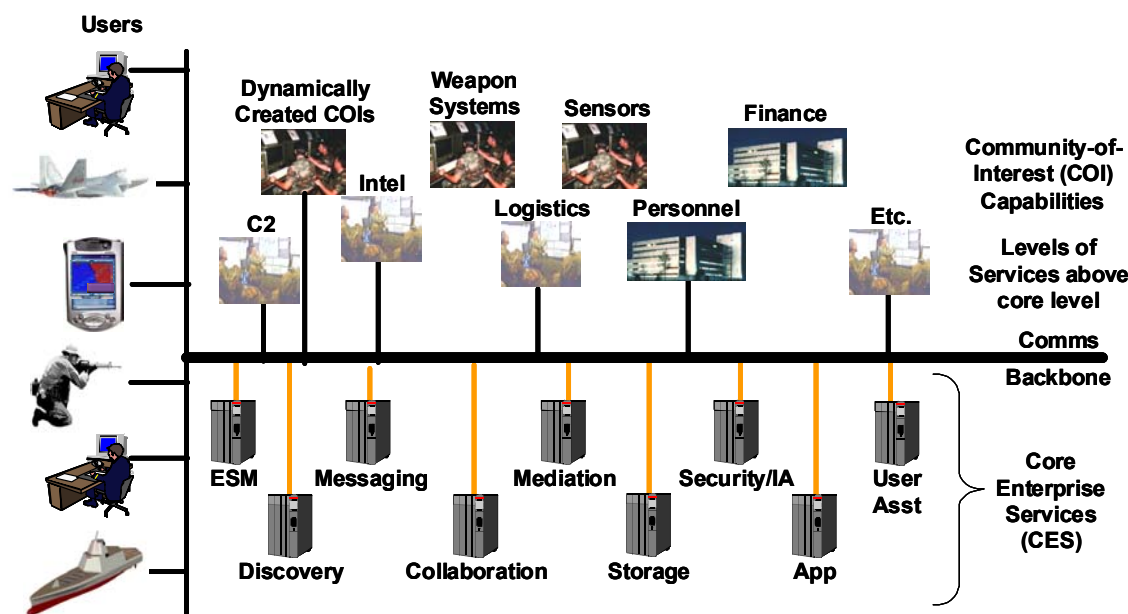 Users
Dynamically
Created COIs
Weapon
Systems
Sensors
Finance
Community-of-
Interest (COI)
Capabilities
Intel
C2
Logistics
Personnel
Etc.
Levels of
Services above
core level
Comms
Backbone
ESM
Messaging
Mediation
Security/IA
User
Asst
Core
Enterprise
Services
(CES)
Discovery
Collaboration
Storage
App